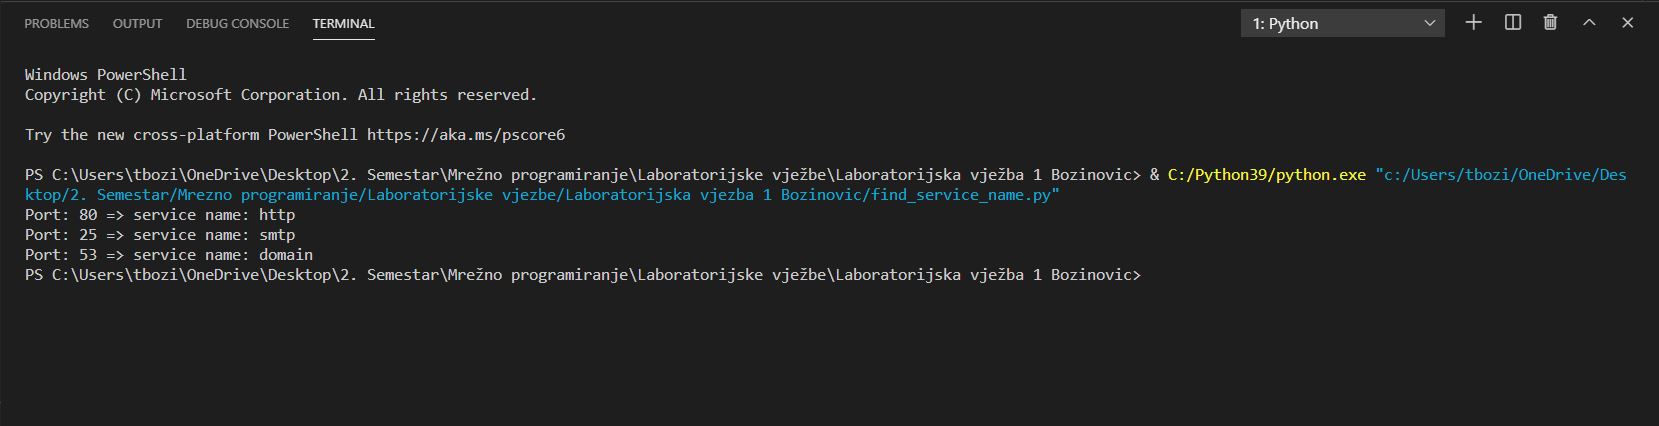 PROBLEMS OUTPUT DEBUG CONSOLE TERMINAL 1: Python
Windows PowerShell
Copyright (C) Microsoft Corporation. All rights reserved.
Try the new cross-platform PowerShell https://aka.ms/pscore6
PS C:\Users\tbozi\OneDrive\Desktop\2. Semestar\Mrežno programiranje\Laboratorijske vježbe\Laboratorijska vježba 1 Bozinovic> & C:/Python39/python.exe "c:/Users/tbozi/OneDrive/Des
ktop/2. Semestar/Mrezno programiranje/Laboratorijske vjezbe/Laboratorijska vjezba 1 Bozinovic/find_service_name.py"
Port: 80 => service name: http
Port: 25 => service name: smtp
Port: 53 => service name: domain
PS C:\Users\tbozi\OneDrive\Desktop\2. Semestar\Mrežno programiranje\Laboratorijske vježbe\Laboratorijska vježba 1 Bozinovic>